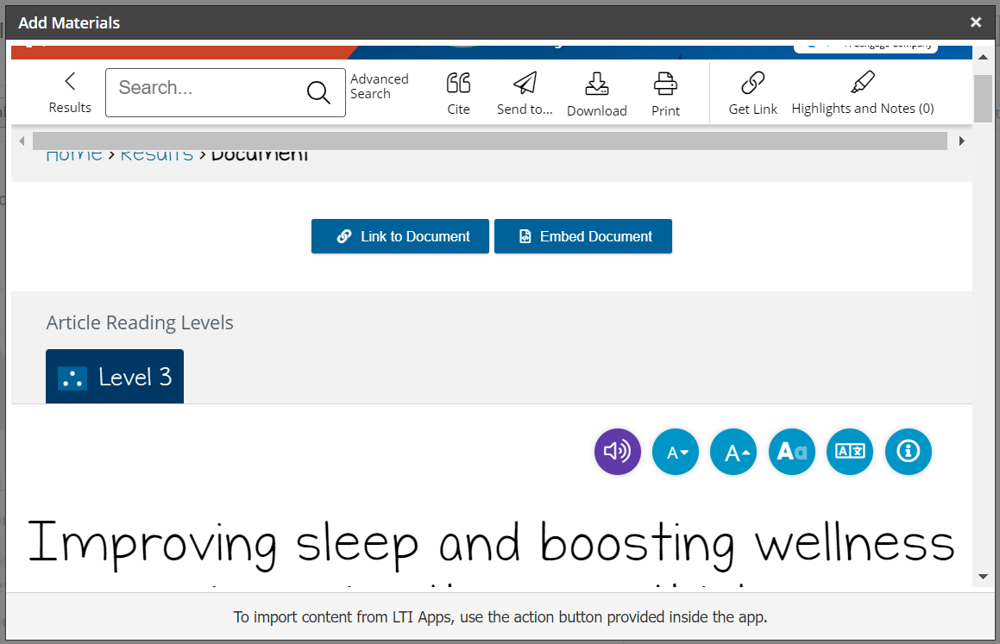 Add Materials
Results
Search...
Advanced
Search
Cite
Send to...
Download
Print
Get Link
Highlights and Notes (0)
Home > Results > Document
Link to Document
Embed Document
Article Reading Levels
Level 3
A
A
Aa
A
Improving sleep and boosting wellness
To import content from LTI Apps, use the action button provided inside the app.